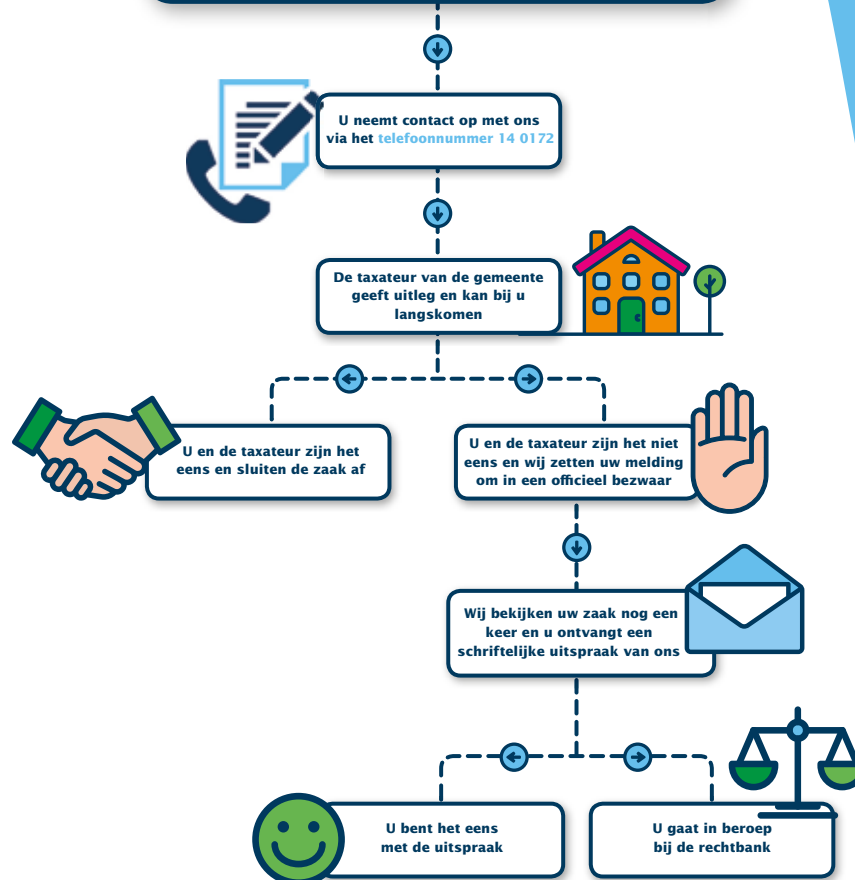 U neemt contact op met ons
via het telefoonnummer 14 0172
De taxateur van de gemeente
geeft uitleg en kan bij u
langskomen
U en de taxateur zijn het
eens en sluiten de zaak af
U en de taxateur zijn het niet
eens en wij zetten uw melding
om in een officieel bezwaar
Wij bekijken uw zaak nog een
keer en u ontvangt een
schriftelijke uitspraak van ons
U bent het eens
met de uitspraak
U gaat in beroep
bij de rechtbank